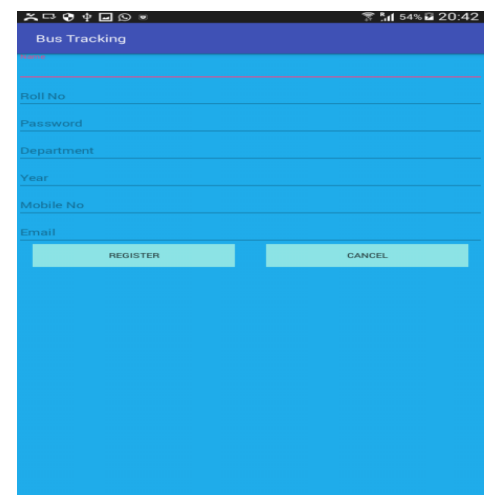 54% 20:42
Bus Tracking
Roll No
Password
Department
Year
Mobile No
Email
REGISTER CANCEL